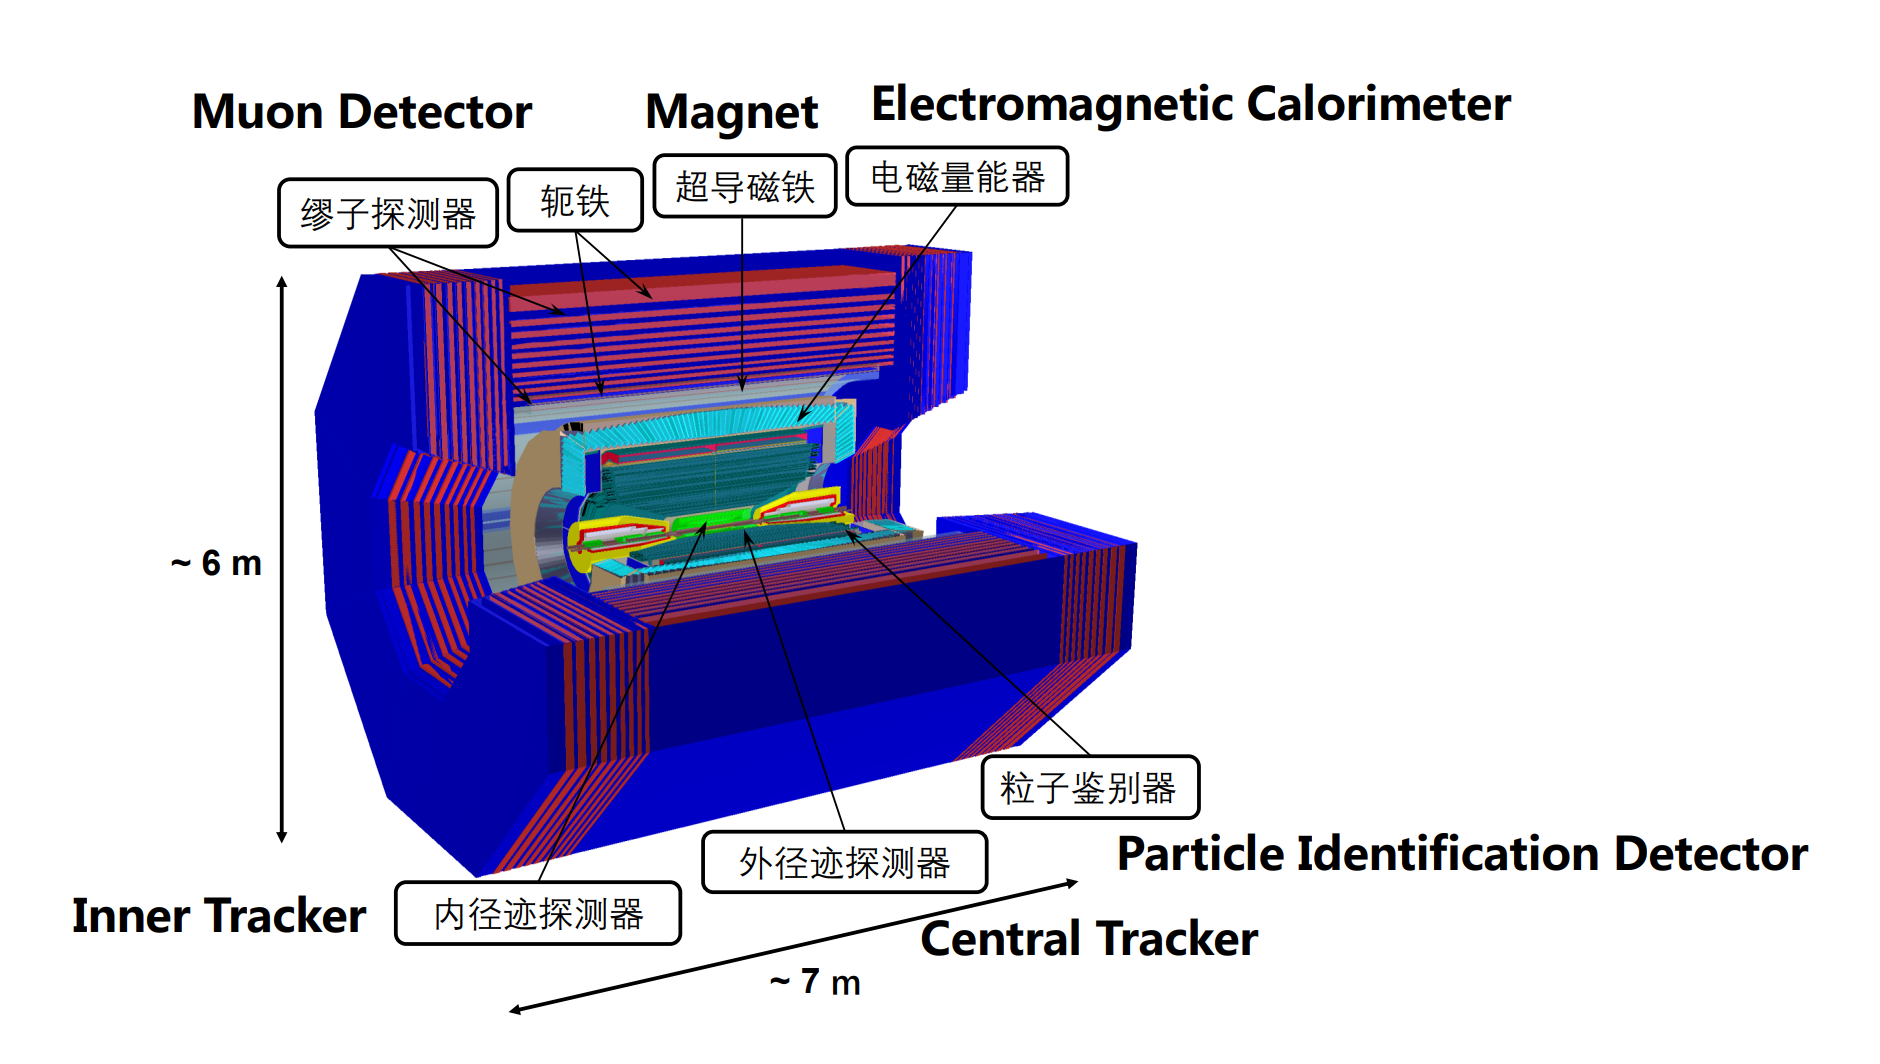 Muon Detector
Magnet
Electromagnetic Calorimeter
缪子探测器
轭铁
超导磁铁
电磁量能器
~ 6 m
粒子鉴别器
Particle Identification Detector
外径迹探测器
Inner Tracker
内径迹探测器
Central Tracker
~ 7 m